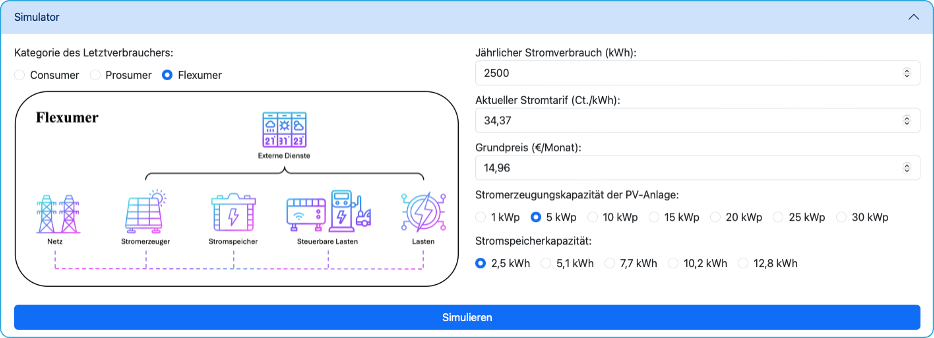 Simulator
Kategorie des Letztverbrauchers:
Consumer Prosumer Flexumer
Flexumer
21° 31° 23°
Externe Dienste
Netz Stromerzeuger Stromspeicher Steuerbare Lasten Lasten
Jährlicher Stromverbrauch (kWh):
2500
Aktueller Stromtarif (Ct./kWh):
34,37
Grundpreis (€/Monat):
14,96
Stromerzeugungskapazität der PV-Anlage:
1 kWp 5 kWp 10 kWp 15 kWp 20 kWp 25 kWp 30 kWp
Stromspeicherkapazität:
2,5 kWh 5,1 kWh 7,7 kWh 10,2 kWh 12,8 kWh
Simulieren